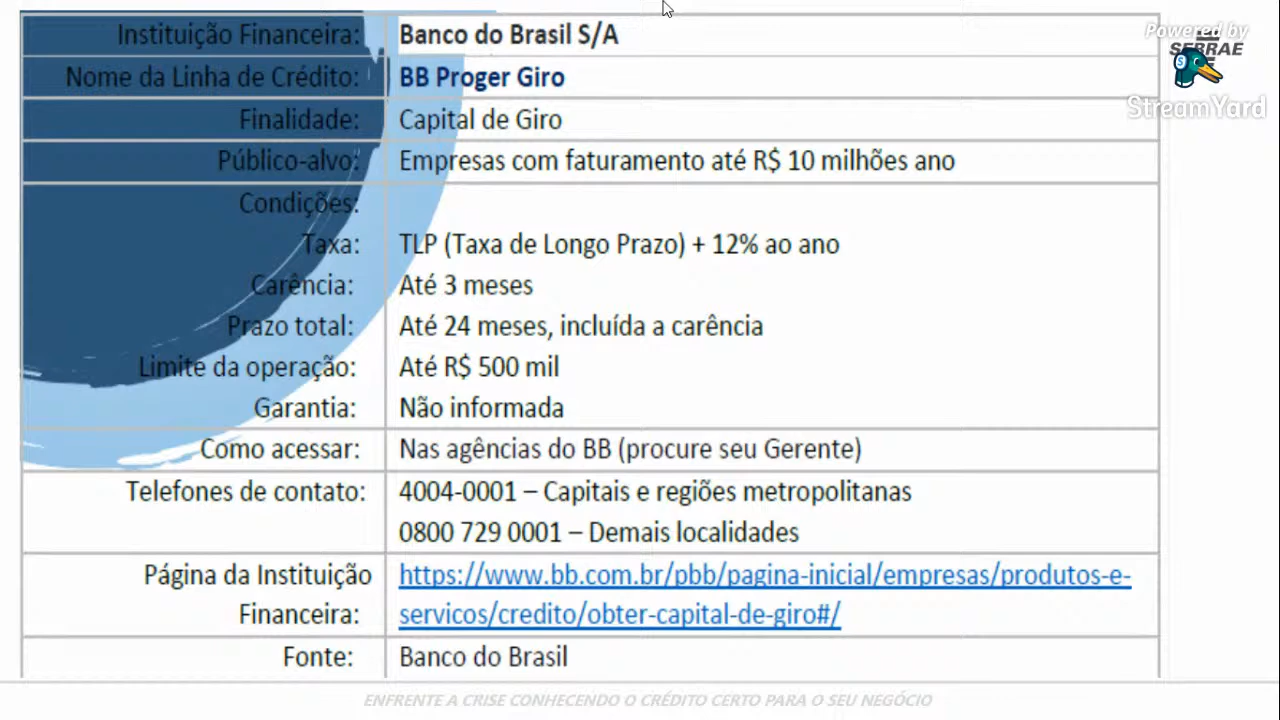 Powered by
SEBRAE
StreamYard
Instituição Financeira: Banco do Brasil S/A
Nome da Linha de Crédito: BB Proger Giro
Finalidade: Capital de Giro
Público-alvo: Empresas com faturamento até R$ 10 milhões ano
Condições:
Taxa: TLP (Taxa de Longo Prazo) + 12% ao ano
Carência: Até 3 meses
Prazo total: Até 24 meses, incluída a carência
Limite da operação: Até R$ 500 mil
Garantia: Não informada
Como acessar: Nas agências do BB (procure seu Gerente)
Telefones de contato: 4004-0001 – Capitais e regiões metropolitanas
0800 729 0001 – Demais localidades
Página da Instituição https://www.bb.com.br/pbb/pagina-inicial/empresas/produtos-e-
Financeira: servicos/credito/obter-capital-de-giro#/
Fonte: Banco do Brasil
ENFRENTE A CRISE CONHECENDO O CRÉDITO CERTO PARA O SEU NEGÓCIO